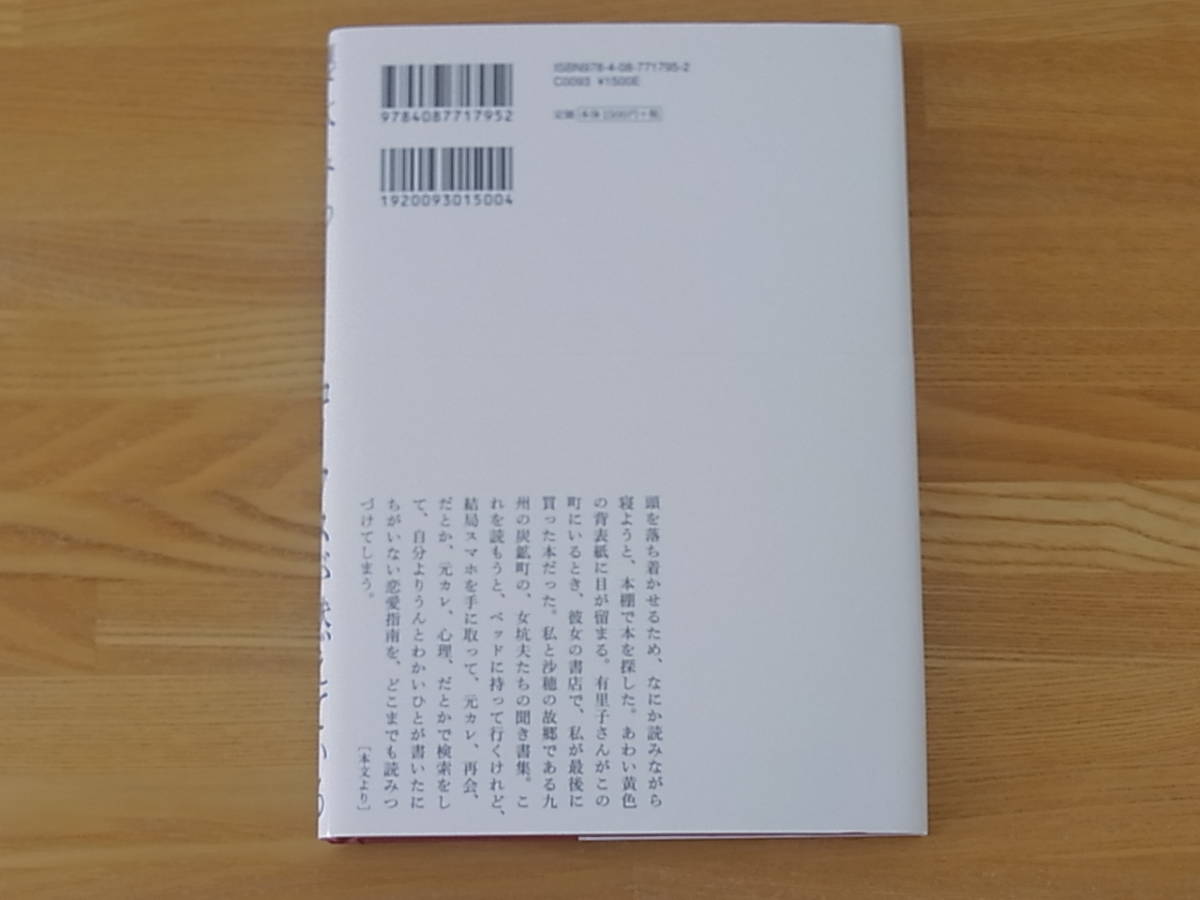 9784087717952
ISBN978-4-08-771795-2
C0093 ¥1500E
定価 本体1500円+税
1920093015004
頭を落ち着かせるため、なにか読みながら
寝ようと、本棚で本を探した。あわい黄色
の背表紙に目が留まる。有里子さんがこの
町にいるとき、彼女の書店で、私が最後に
買った本だった。私と沙穂の故郷である九
州の炭鉱町の、女坑夫たちの聞き書集。こ
れを読もうと、ベッドに持って行くけれど、
結局スマホを手に取って、元カレ、再会、
だとか、元カレ、心理、だとかで検索をし
て、自分よりうんとわかいひとが書いたに
ちがいない恋愛指南を、どこまでも読みつ
づけてしまう。
［本文より］